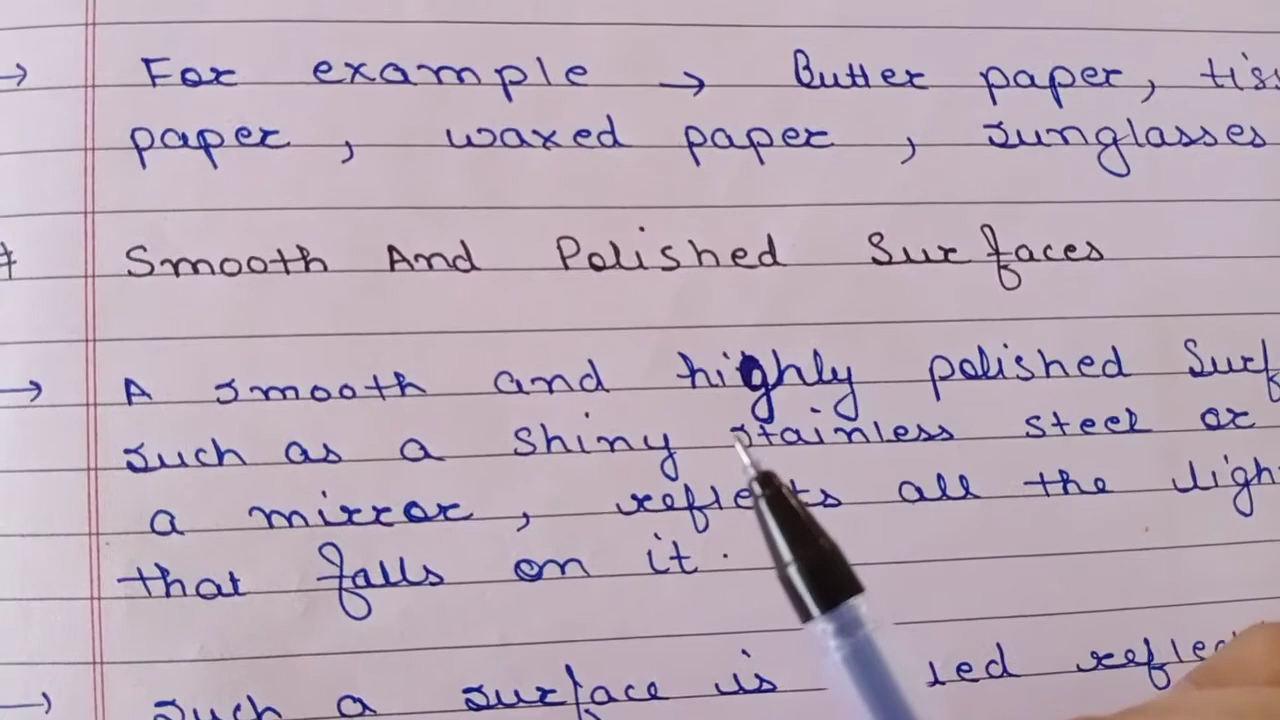 → For example → Butter paper, tis
paper, waxed paper, sunglasses
# Smooth And Polished Surfaces
→ A smooth and highly polished Surf
such as a shiny stainless steel or
a mirror, reflects all the ligh
that falls on it.
→ such a surface is reflec